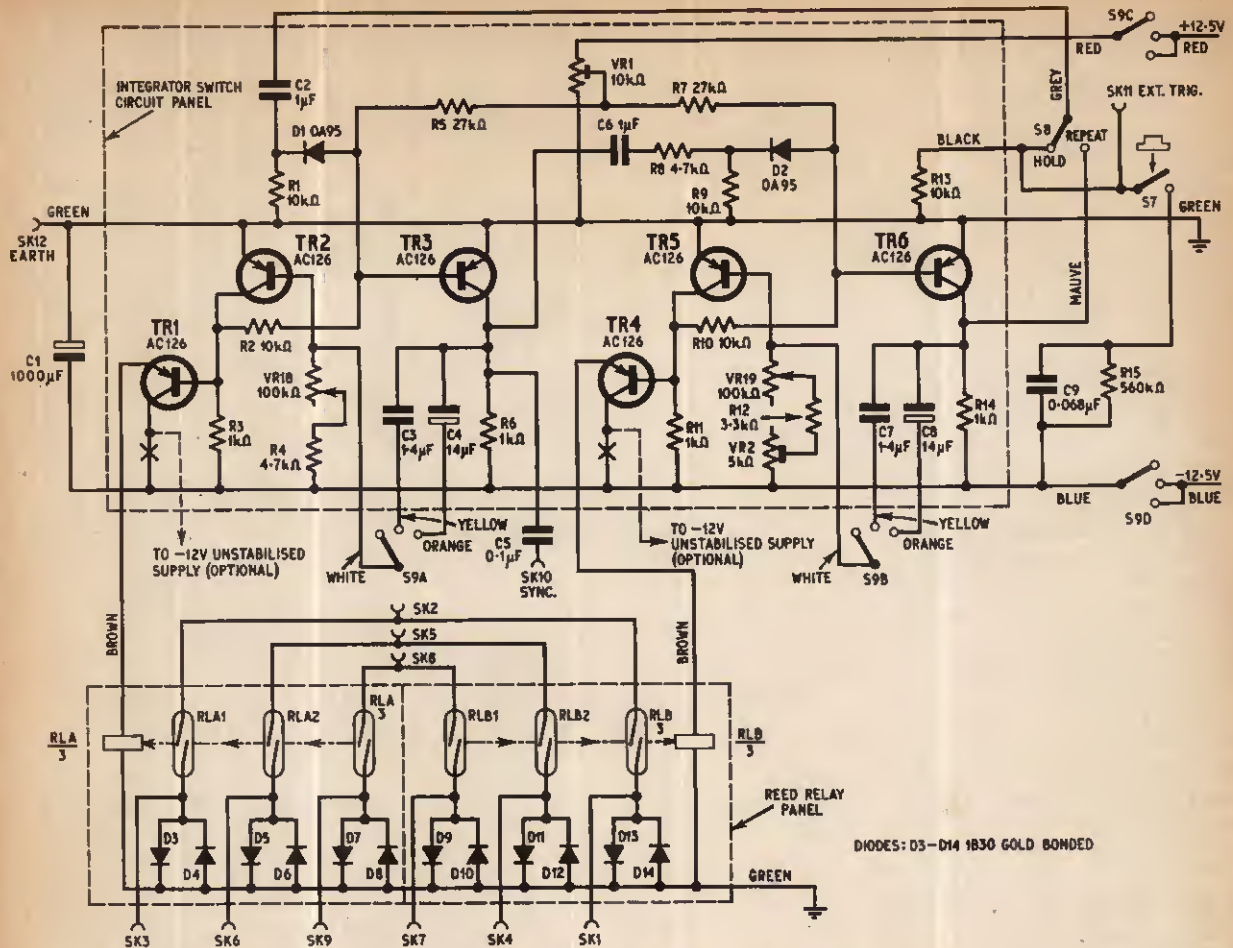 S9C
+12·5V
RED
RED
INTEGRATOR SWITCH
CIRCUIT PANEL
C2
1µF
VR1
10kΩ
R7 27kΩ
GREY
SK11 EXT. TRIG.
D1 OA95
R5 27kΩ
C6 1µF
BLACK
S8
REPEAT
HOLD
R1
10kΩ
R8 4·7kΩ
D2
OA95
R9
10kΩ
R13
10kΩ
S7
GREEN
GREEN
SK12
EARTH
TR2
AC126
TR3
AC126
TR5
AC126
TR6
AC126
MAUVE
TR1
AC126
R2 10kΩ
TR4
AC126
R10 10kΩ
C1
1000µF
VR18
100kΩ
VR19
100kΩ
C9
0·068µF
R15
560kΩ
R3
1kΩ
R4
4·7kΩ
C3
1·4µF
C4
14µF
R6
1kΩ
R11
1kΩ
R12
3·3kΩ
VR2
5kΩ
C7
1·4µF
C8
14µF
R14
1kΩ
-12·5V
BLUE
BLUE
S9D
YELLOW
ORANGE
C5
0·1µF
YELLOW
ORANGE
TO -12V UNSTABILISED
SUPPLY (OPTIONAL)
WHITE
S9A
SK10
SYNC.
TO -12V
UNSTABILISED SUPPLY
(OPTIONAL)
WHITE
S9B
BROWN
SK2
SK5
SK8
BROWN
RLA
3
RLA1
RLA2
RLA
3
RLB1
RLB2
RLB
3
RLB
3
REED RELAY
PANEL
D3
D4
D5
D6
D7
D8
D9
D10
D11
D12
D13
D14
DIODES: D3–D14 1B30 GOLD BONDED
GREEN
SK3
SK6
SK9
SK7
SK4
SK1